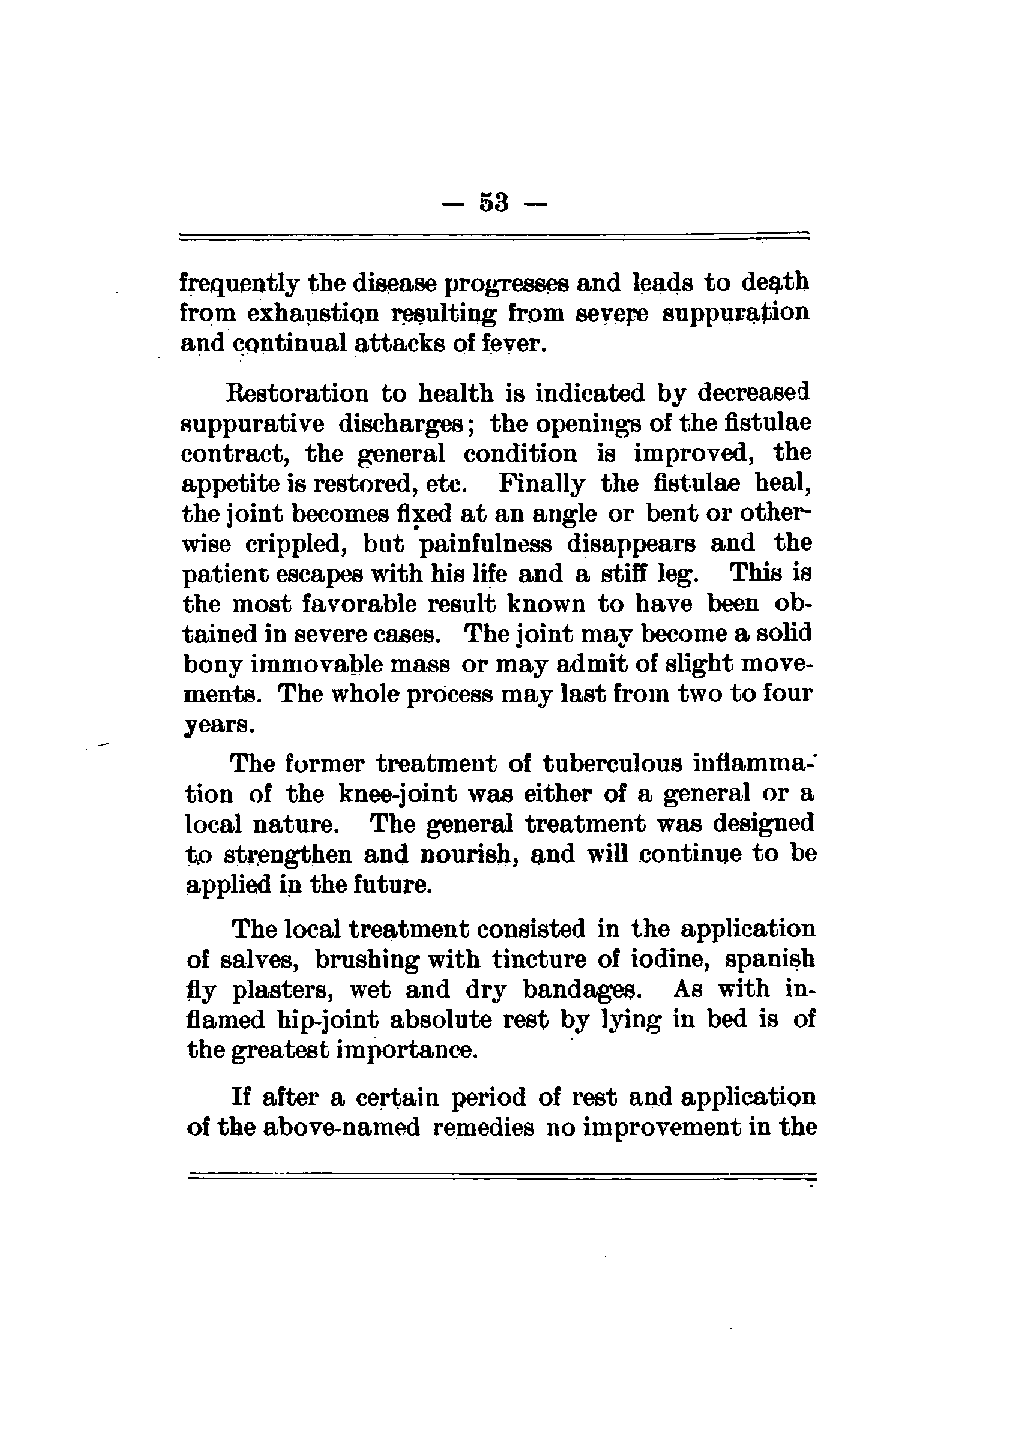 — 53 —
frequently the disease progresses and leads to death
from exhaustion resulting from severe suppuration
and continual attacks of fever.
Restoration to health is indicated by decreased
suppurative discharges; the openings of the fistulae
contract, the general condition is improved, the
appetite is restored, etc. Finally the fistulae heal,
the joint becomes fixed at an angle or bent or other-
wise crippled, but painfulness disappears and the
patient escapes with his life and a stiff leg. This is
the most favorable result known to have been ob-
tained in severe cases. The joint may become a solid
bony immovable mass or may admit of slight move-
ments. The whole process may last from two to four
years.
The former treatment of tuberculous inflamma-
tion of the knee-joint was either of a general or a
local nature. The general treatment was designed
to strengthen and nourish, and will continue to be
applied in the future.
The local treatment consisted in the application
of salves, brushing with tincture of iodine, spanish
fly plasters, wet and dry bandages. As with in-
flamed hip-joint absolute rest by lying in bed is of
the greatest importance.
If after a certain period of rest and application
of the above-named remedies no improvement in the